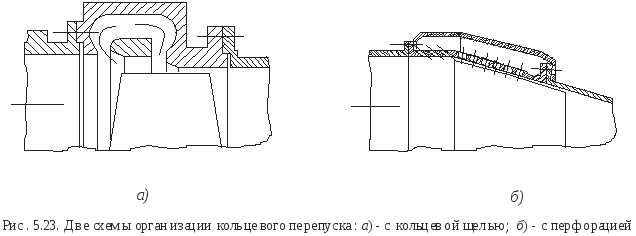 а)
б)
Рис. 5.23. Две схемы организации кольцевого перепуска: а) - с кольцевой щелью; б) - с перфорацией